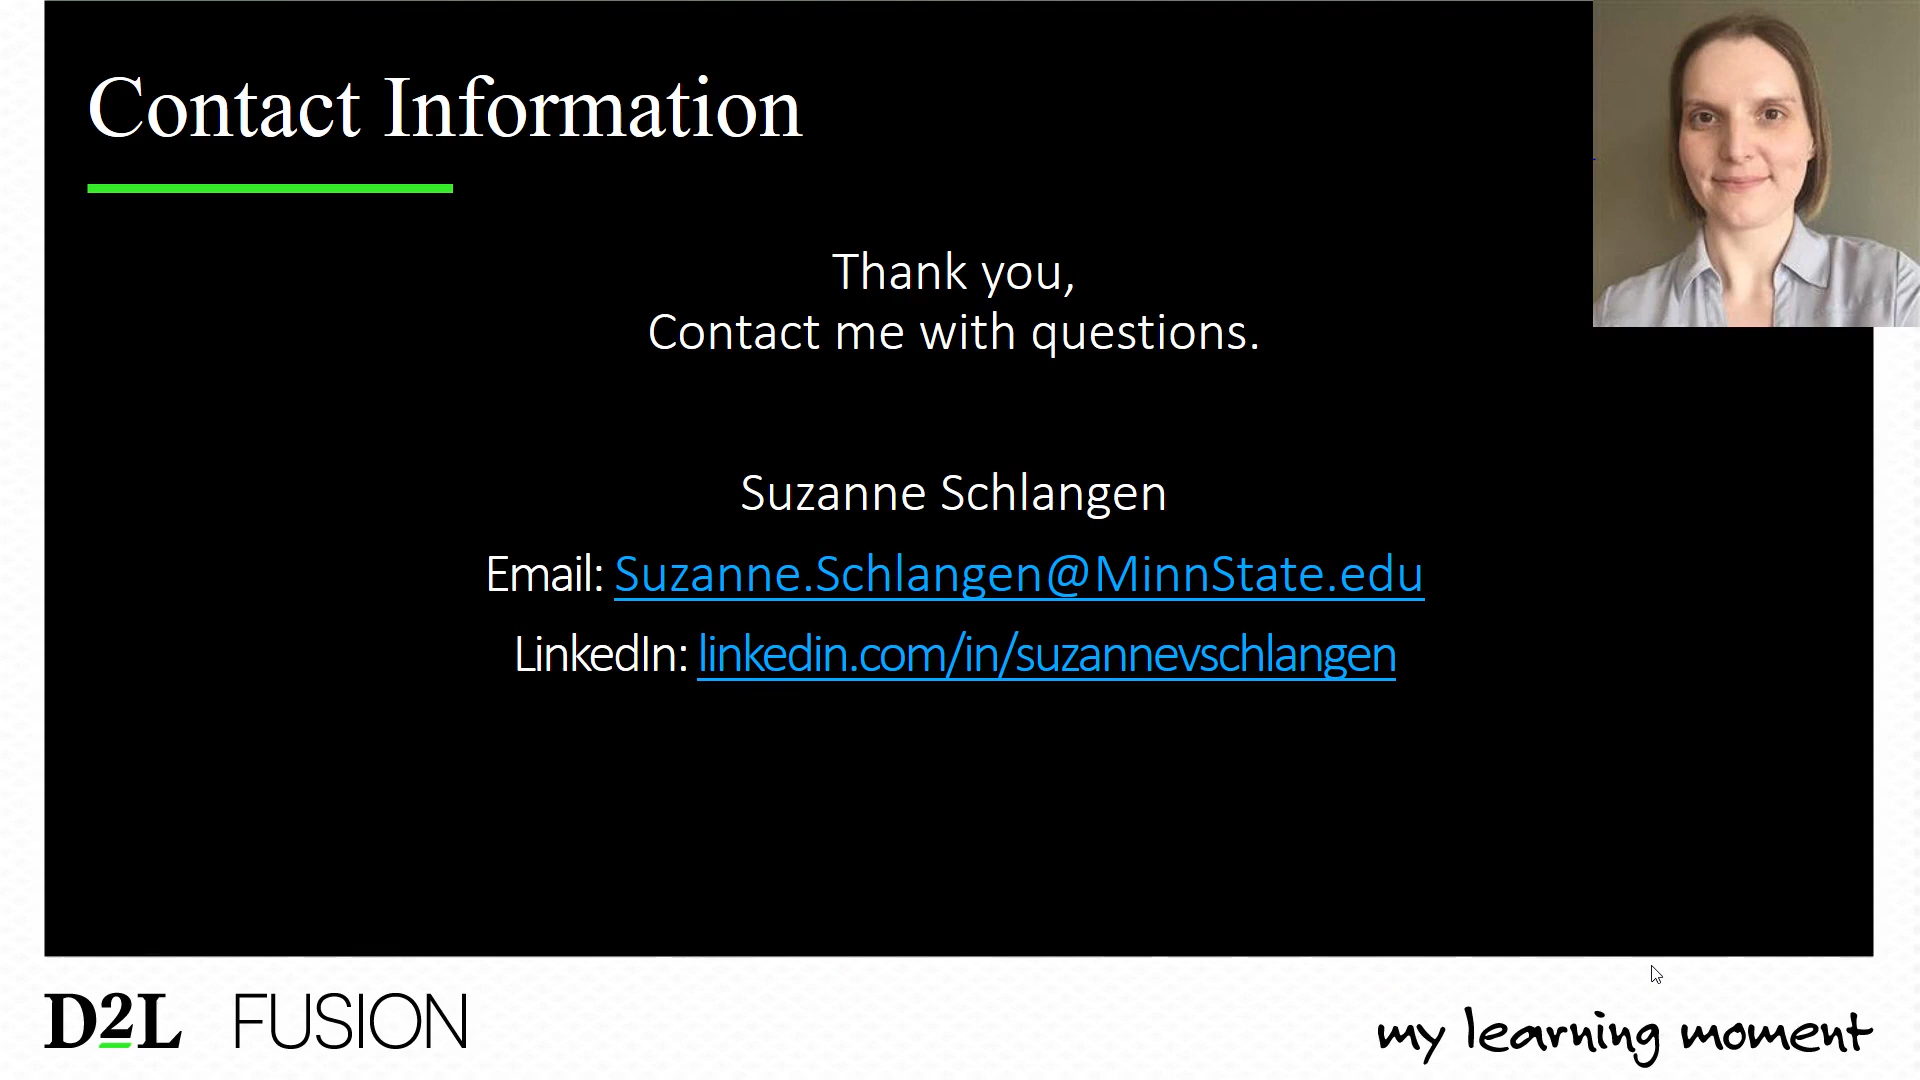 Contact Information
Thank you,
Contact me with questions.
Suzanne Schlangen
Email: Suzanne.Schlangen@MinnState.edu
LinkedIn: linkedin.com/in/suzannevschlangen
D2L FUSION
my learning moment